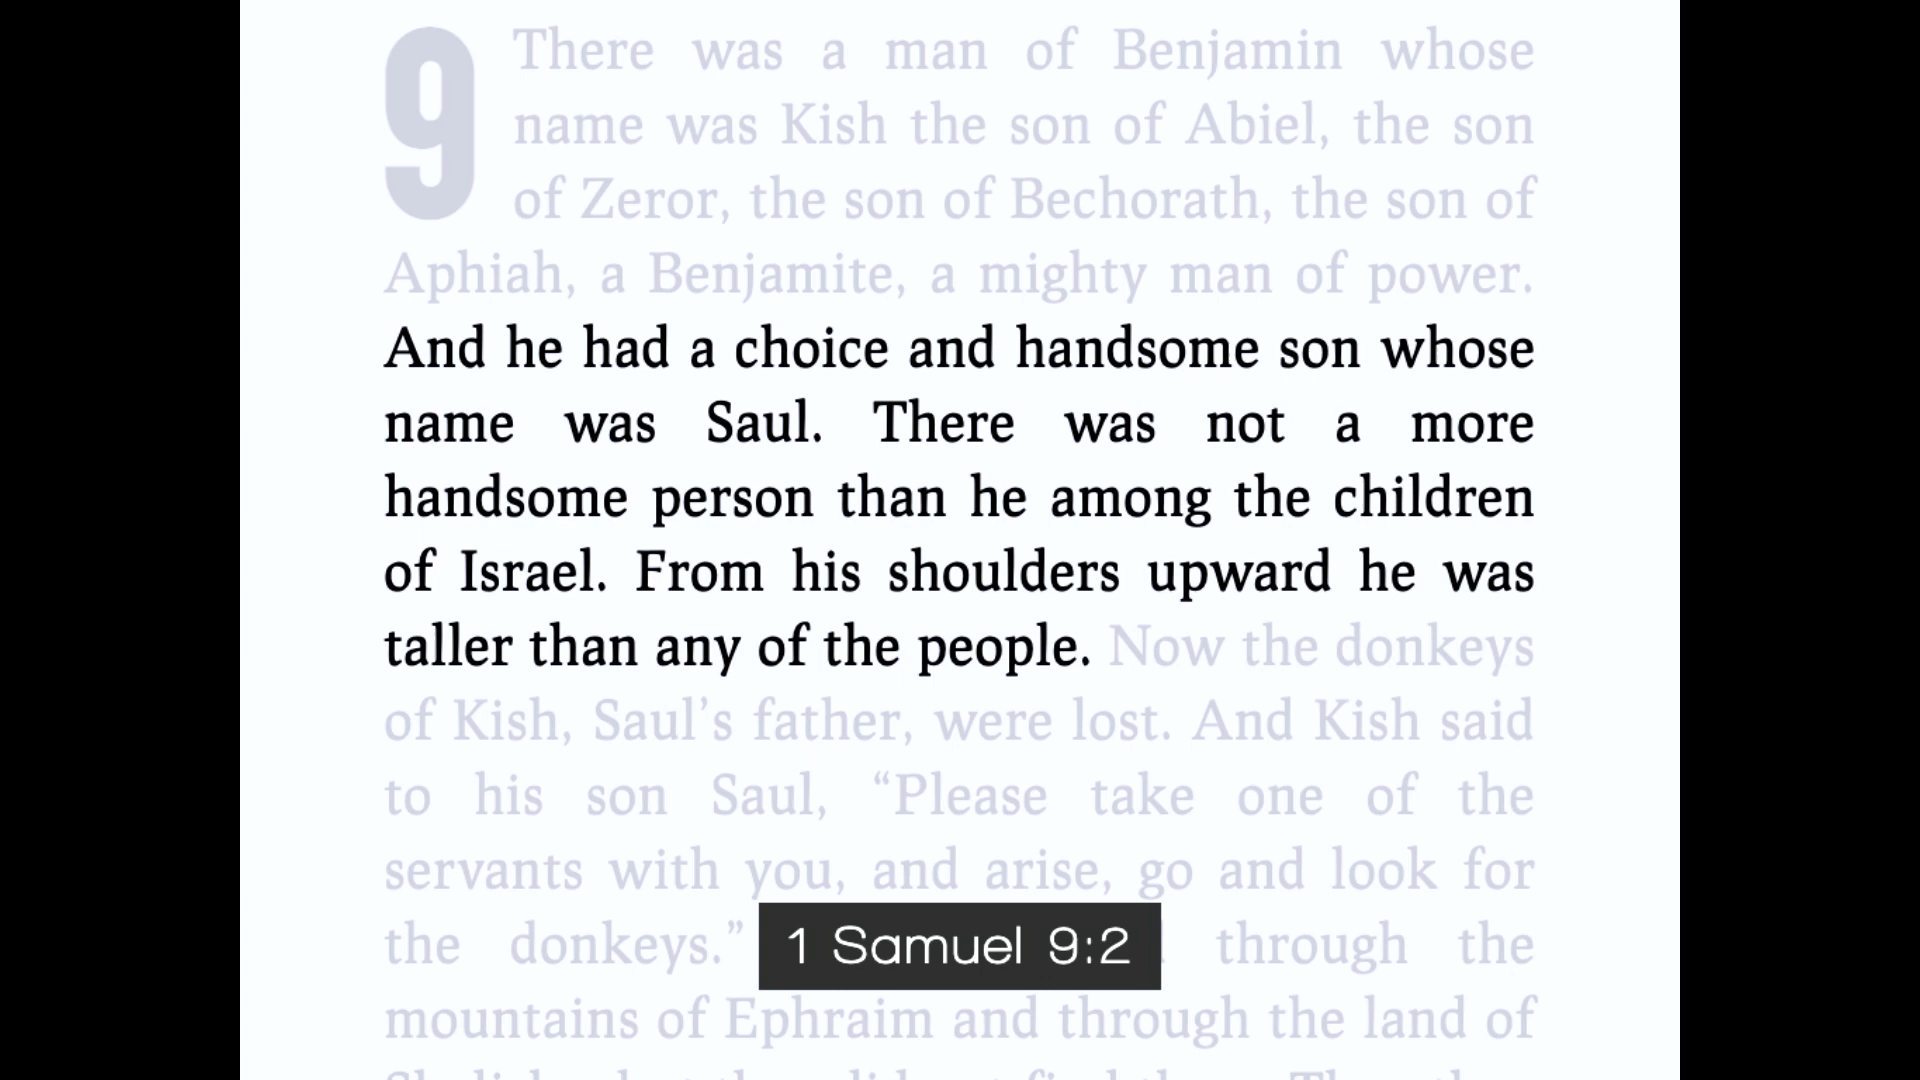 9 There was a man of Benjamin whose
name was Kish the son of Abiel, the son
of Zeror, the son of Bechorath, the son of
Aphiah, a Benjamite, a mighty man of power.
And he had a choice and handsome son whose
name was Saul. There was not a more
handsome person than he among the children
of Israel. From his shoulders upward he was
taller than any of the people. Now the donkeys
of Kish, Saul’s father, were lost. And Kish said
to his son Saul, “Please take one of the
servants with you, and arise, go and look for
the donkeys.” through the
1 Samuel 9:2
mountains of Ephraim and through the land of